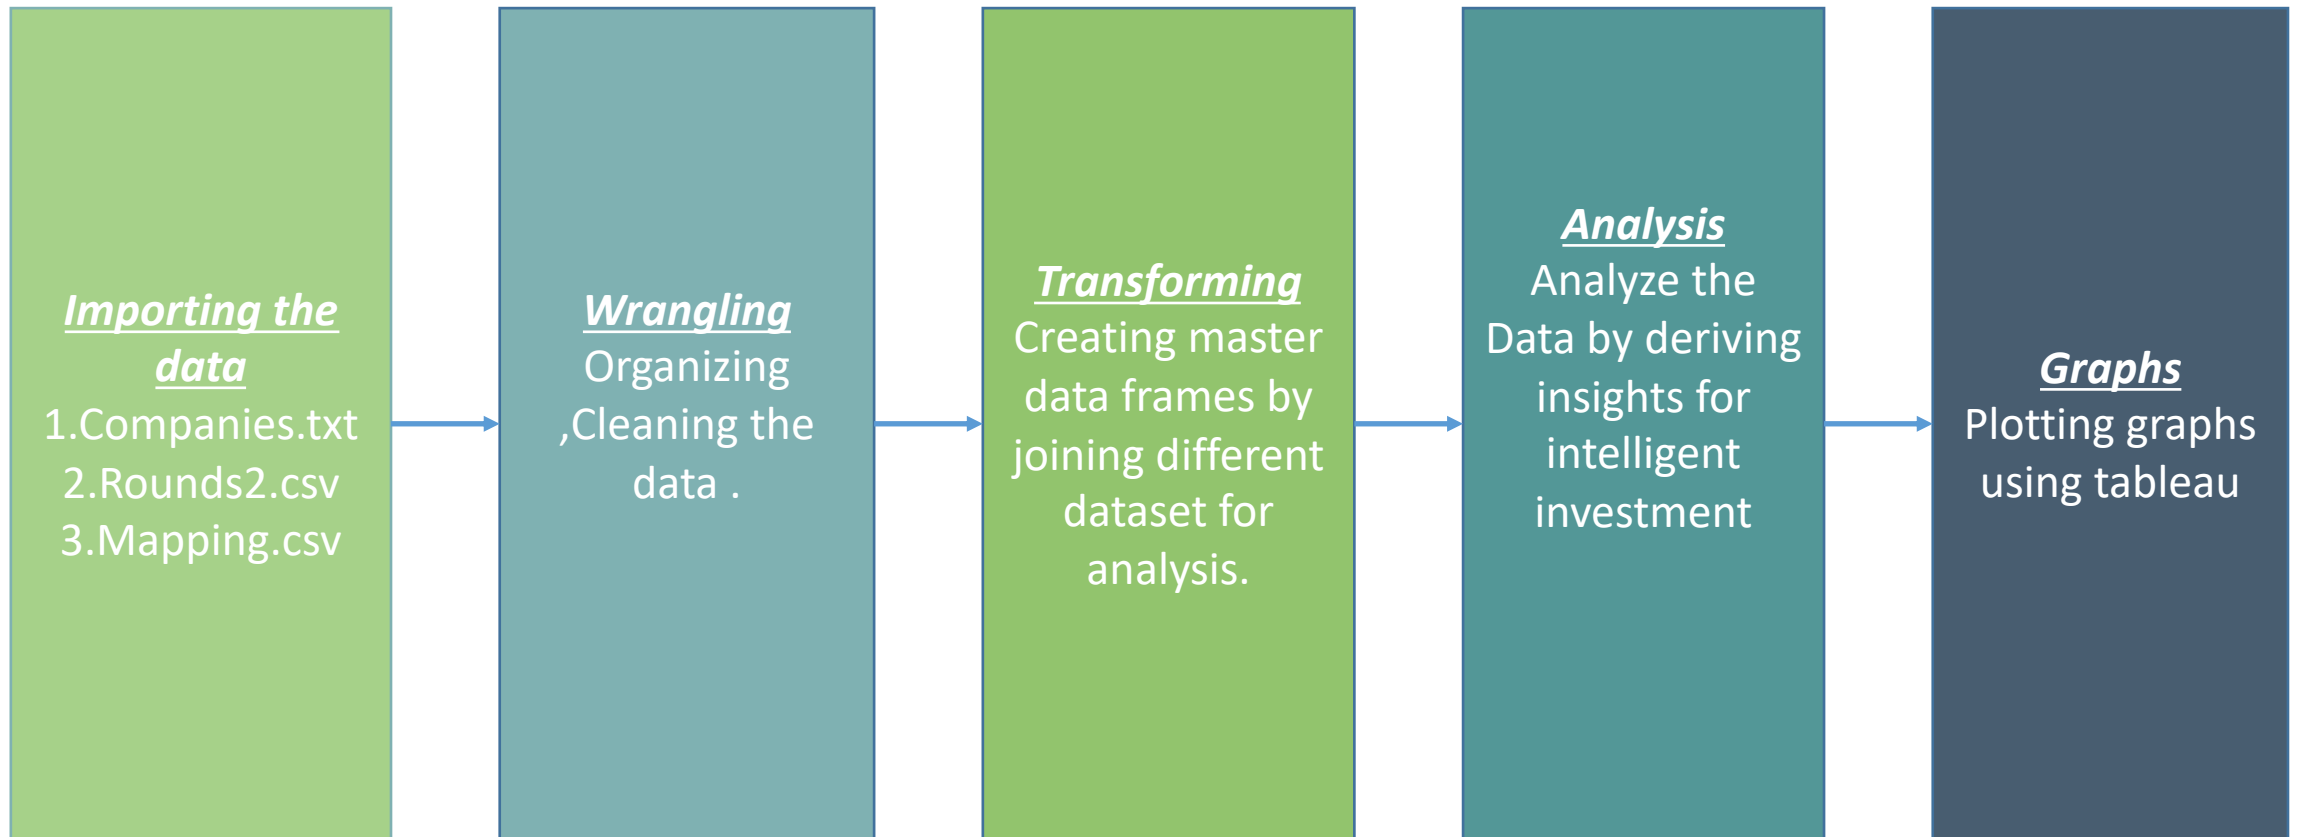 Importing the
data
1.Companies.txt
2.Rounds2.csv
3.Mapping.csv
Wrangling
Organizing
,Cleaning the
data .
Transforming
Creating master
data frames by
joining different
dataset for
analysis.
Analysis
Analyze the
Data by deriving
insights for
intelligent
investment
Graphs
Plotting graphs
using tableau